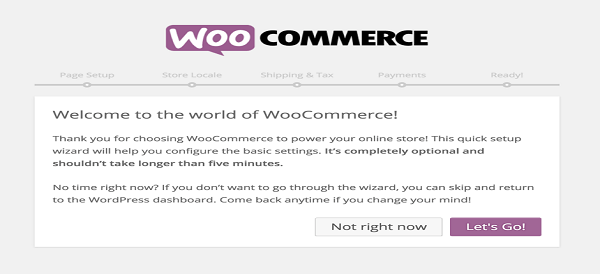 WOO COMMERCE
Page Setup Store Locale Shipping & Tax Payments Ready!
Welcome to the world of WooCommerce!
Thank you for choosing WooCommerce to power your online store! This quick setup
wizard will help you configure the basic settings. It's completely optional and
shouldn't take longer than five minutes.
No time right now? If you don't want to go through the wizard, you can skip and return
to the WordPress dashboard. Come back anytime if you change your mind!
Not right now Let's Go!